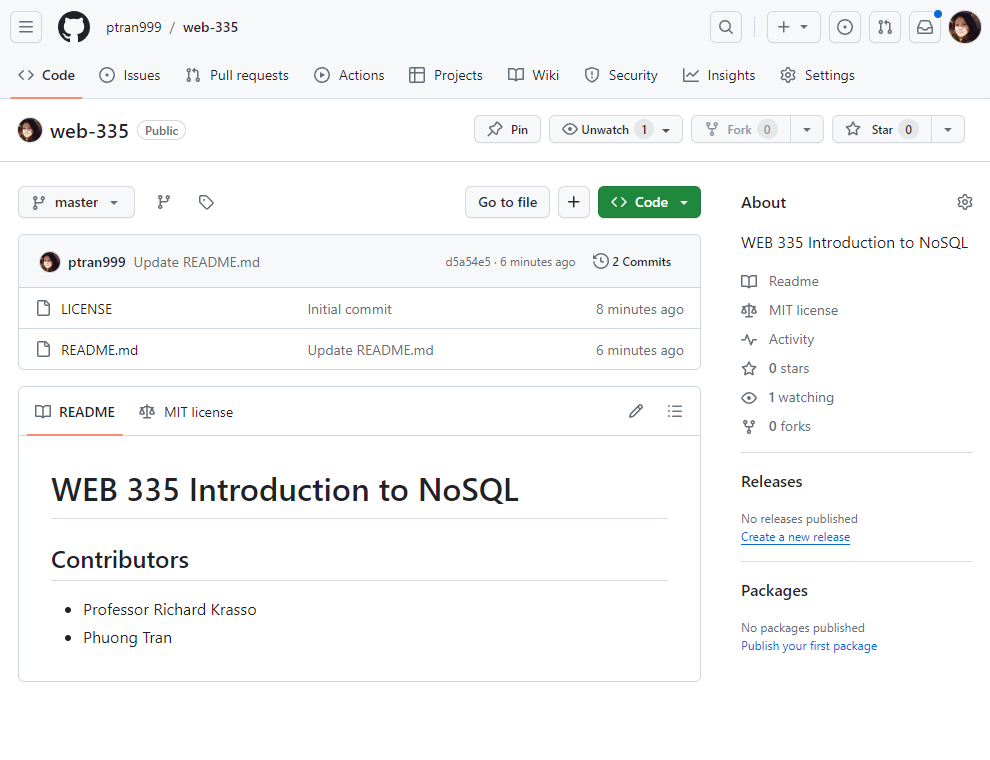 ptran999 / web-335
Code Issues Pull requests Actions Projects Wiki Security Insights Settings
web-335 Public Pin Unwatch 1 Fork 0 Star 0
master Go to file Code
ptran999 Update README.md d5a54e5 · 6 minutes ago 2 Commits
LICENSE Initial commit 8 minutes ago
README.md Update README.md 6 minutes ago
README MIT license
WEB 335 Introduction to NoSQL
Contributors
Professor Richard Krasso
Phuong Tran
About
WEB 335 Introduction to NoSQL
Readme
MIT license
Activity
0 stars
1 watching
0 forks
Releases
No releases published
Create a new release
Packages
No packages published
Publish your first package